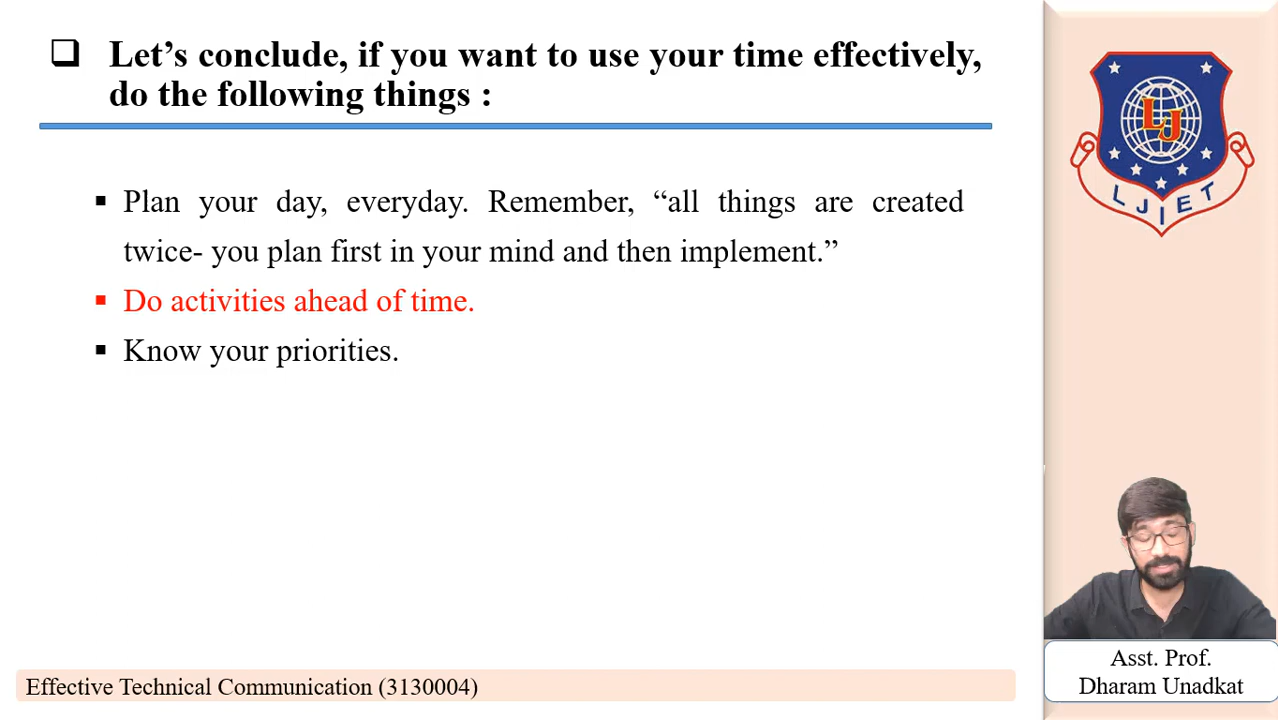 Let’s conclude, if you want to use your time effectively,
do the following things :
Plan your day, everyday. Remember, “all things are created
twice- you plan first in your mind and then implement.”
Do activities ahead of time.
Know your priorities.
LJ
LJIET
Asst. Prof.
Dharam Unadkat
Effective Technical Communication (3130004)